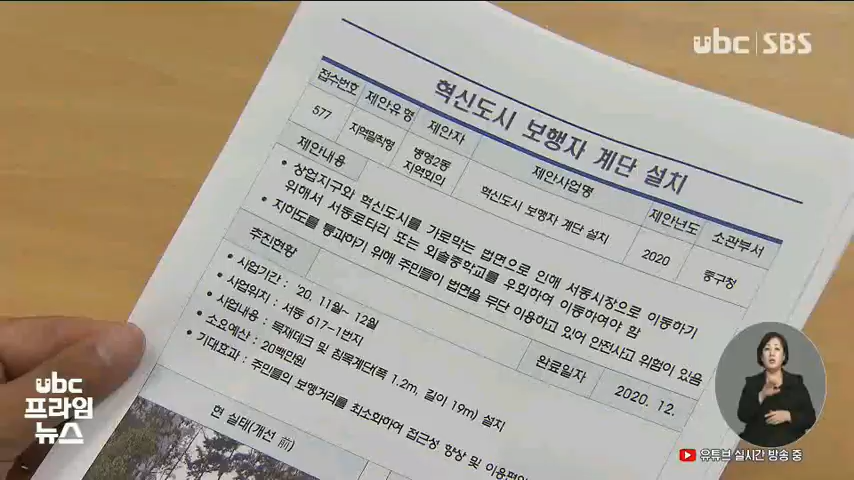 ubc SBS
혁신도시 보행자 계단 설치
접수번호 제안유형 제안자 제안사업명 제안년도 소관부서
577 지역밀착형 병영2동 지역회의 혁신도시 보행자 계단 설치 2020 중구청
제안내용
• 상업지구와 혁신도시를 가로막는 법면으로 인해 서동시장으로 이동하기
위해서 서동로타리 또는 외솔중학교를 우회하여 이동하여야 함
• 지하도를 통과하기 위해 주민들이 법면을 무단 이용하고 있어 안전사고 위험이 있음
추진현황 완료일자 2020. 12.
• 사업기간 : '20. 11월~ 12월
• 사업위치 : 서동 617-1번지
• 사업내용 : 목재데크 및 침목계단(폭 1.2m, 길이 19m) 설치
• 소요예산 : 20백만원
• 기대효과 : 주민들의 보행거리를 최소화하여 접근성 향상 및
현 실태(개선 前)
ubc
프라임
뉴스
유튜브 실시간 방송 중